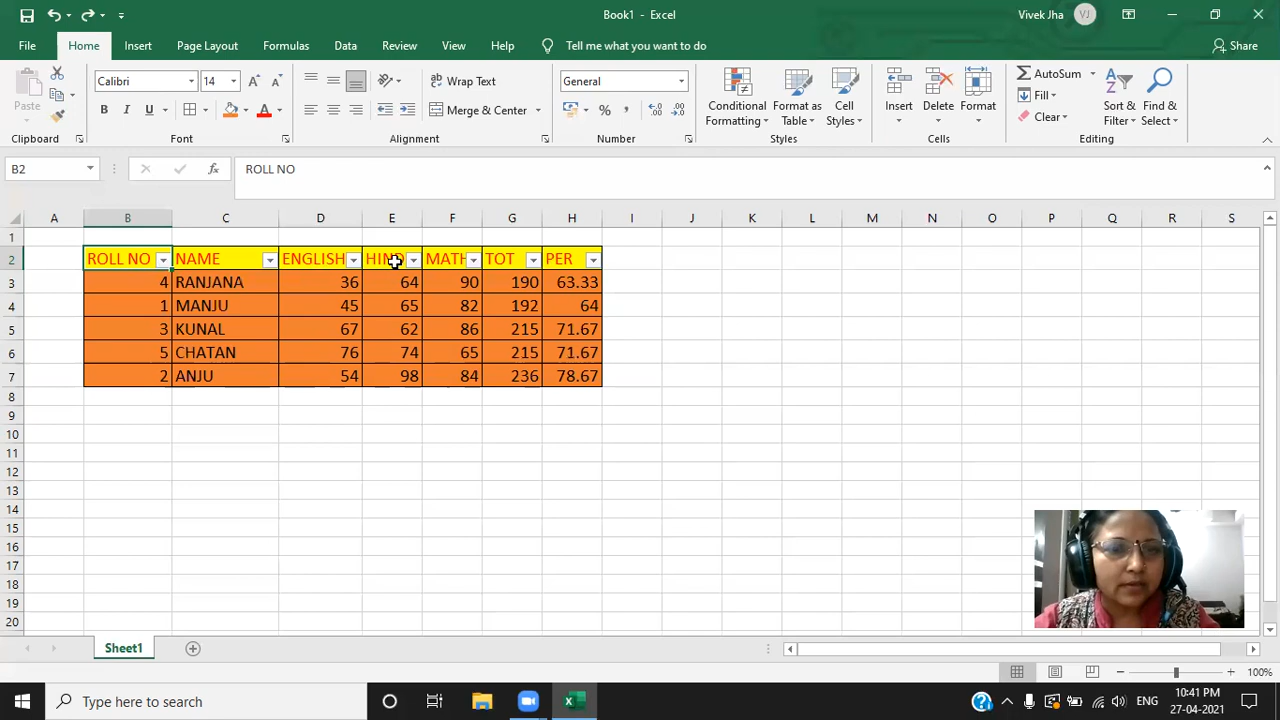 Book1 - Excel
Vivek Jha
VJ
File Home Insert Page Layout Formulas Data Review View Help Tell me what you want to do
Share
Paste
Calibri 14
B I U
Wrap Text
Merge & Center
General
Conditional Formatting
Format as Table
Cell Styles
Insert Delete Format
AutoSum
Fill
Clear
Sort & Filter
Find & Select
Clipboard Font Alignment Number Styles Cells Editing
B2 fx ROLL NO
A B C D E F G H I J K L M N O P Q R S
1
2 ROLL NO NAME ENGLISH HINDI MATH TOT PER
3 4 RANJANA 36 64 90 190 63.33
4 1 MANJU 45 65 82 192 64
5 3 KUNAL 67 62 86 215 71.67
6 5 CHATAN 76 74 65 215 71.67
7 2 ANJU 54 98 84 236 78.67
8
9
10
11
12
13
14
15
16
17
18
19
20
Sheet1
100%
Type here to search
ENG
10:41 PM
27-04-2021